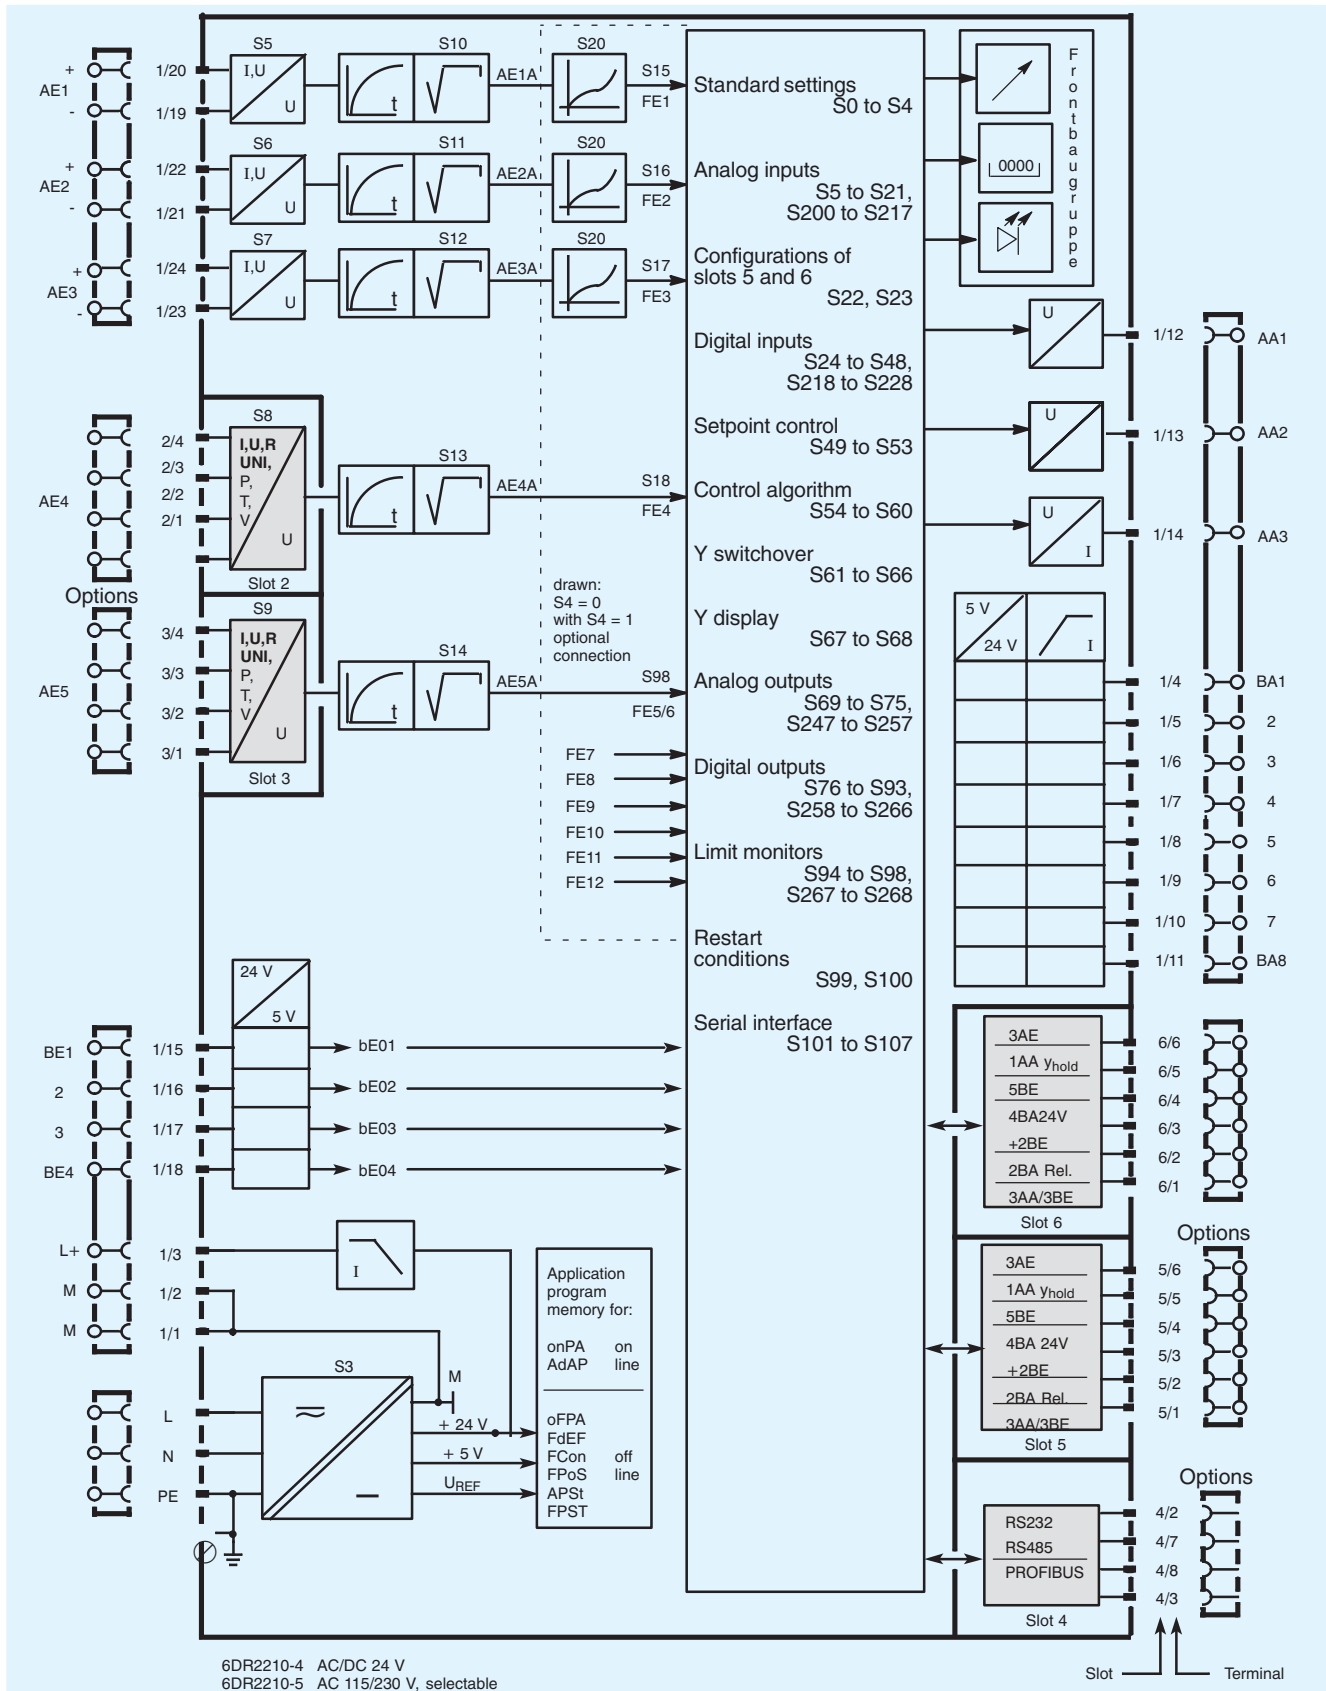 S5
S10
S20
+
AE1
-
1/20
1/19
I,U
U
t
AE1A
S15
FE1
S6
S11
S20
+
AE2
-
1/22
1/21
I,U
U
t
AE2A
S16
FE2
S7
S12
S20
+
AE3
-
1/24
1/23
I,U
U
t
AE3A
S17
FE3
S8
S13
AE4
2/4
2/3
2/2
2/1
I,U,R
UNI,
P,
T,
V
U
Slot 2
t
AE4A
S18
FE4
Options
S9
S14
AE5
3/4
3/3
3/2
3/1
I,U,R
UNI,
P,
T,
V
U
Slot 3
t
AE5A
S98
FE5/6
drawn:
S4 = 0
with S4 = 1
optional
connection
FE7
FE8
FE9
FE10
FE11
FE12
24 V
5 V
BE1
1/15
bE01
2
1/16
bE02
3
1/17
bE03
BE4
1/18
bE04
L+
1/3
I
M
1/2
M
1/1
S3
M
L
N
PE
+ 24 V
+ 5 V
UREF
Application
program
memory for:
onPA on
AdAP line
oFPA
FdEF
FCon off
FPoS line
APSt
FPST
Standard settings
S0 to S4
Analog inputs
S5 to S21,
S200 to S217
Configurations of
slots 5 and 6
S22, S23
Digital inputs
S24 to S48,
S218 to S228
Setpoint control
S49 to S53
Control algorithm
S54 to S60
Y switchover
S61 to S66
Y display
S67 to S68
Analog outputs
S69 to S75,
S247 to S257
Digital outputs
S76 to S93,
S258 to S266
Limit monitors
S94 to S98,
S267 to S268
Restart
conditions
S99, S100
Serial interface
S101 to S107
0000
Frontbaugruppe
U
1/12
AA1
U
1/13
AA2
U
I
1/14
AA3
5 V
24 V
I
1/4
BA1
1/5
2
1/6
3
1/7
4
1/8
5
1/9
6
1/10
7
1/11
BA8
3AE
1AA yhold
5BE
4BA24V
+2BE
2BA Rel.
3AA/3BE
Slot 6
6/6
6/5
6/4
6/3
6/2
6/1
Options
3AE
1AA yhold
5BE
4BA 24V
+2BE
2BA Rel.
3AA/3BE
Slot 5
5/6
5/5
5/4
5/3
5/2
5/1
Options
RS232
RS485
PROFIBUS
Slot 4
4/2
4/7
4/8
4/3
Slot
Terminal
6DR2210-4 AC/DC 24 V
6DR2210-5 AC 115/230 V, selectable